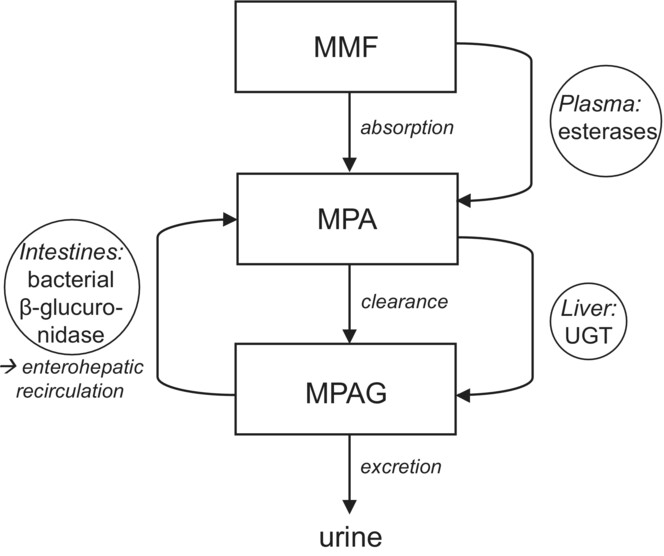 MMF
absorption
Plasma:
esterases
MPA
Intestines:
bacterial
β-glucuro-
nidase
→ enterohepatic
recirculation
clearance
Liver:
UGT
MPAG
excretion
urine